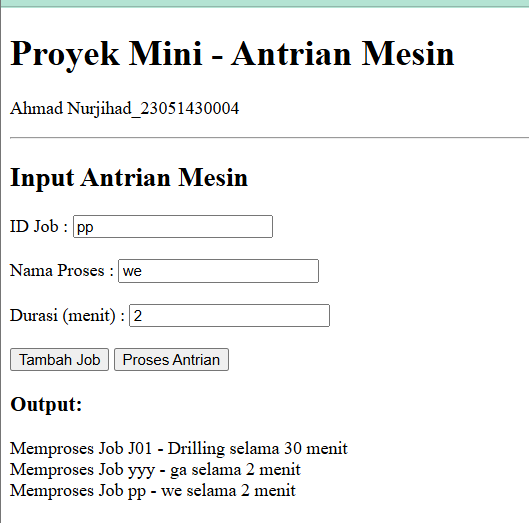 Proyek Mini - Antrian Mesin
Ahmad Nurjihad_23051430004
Input Antrian Mesin
ID Job : pp
Nama Proses : we
Durasi (menit) : 2
Tambah Job Proses Antrian
Output:
Memproses Job J01 - Drilling selama 30 menit
Memproses Job yyy - ga selama 2 menit
Memproses Job pp - we selama 2 menit